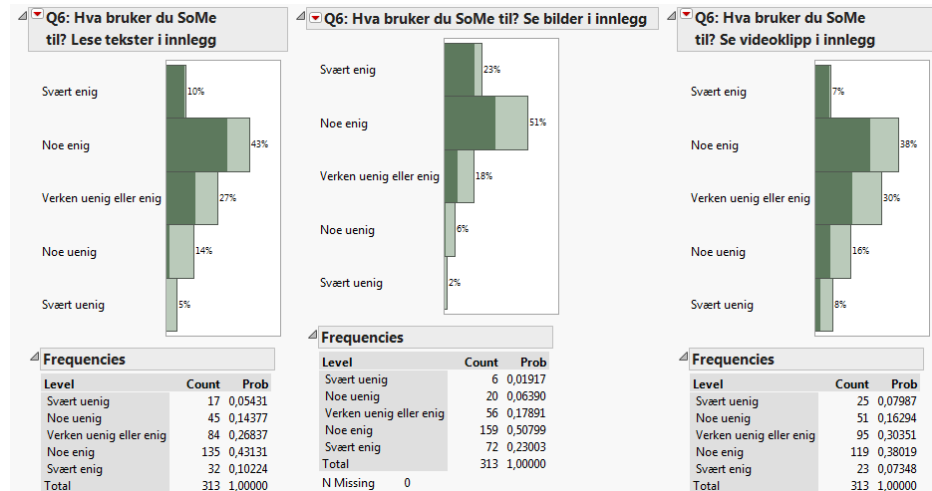 Q6: Hva bruker du SoMe
til? Lese tekster i innlegg
Svært enig
10%
Noe enig
43%
Verken uenig eller enig
27%
Noe uenig
14%
Svært uenig
5%
Frequencies
Level Count Prob
Svært uenig 17 0,05431
Noe uenig 45 0,14377
Verken uenig eller enig 84 0,26837
Noe enig 135 0,43131
Svært enig 32 0,10224
Total 313 1,00000
Q6: Hva bruker du SoMe til? Se bilder i innlegg
Svært enig
23%
Noe enig
51%
Verken uenig eller enig
18%
Noe uenig
6%
Svært uenig
2%
Frequencies
Level Count Prob
Svært uenig 6 0,01917
Noe uenig 20 0,06390
Verken uenig eller enig 56 0,17891
Noe enig 159 0,50799
Svært enig 72 0,23003
Total 313 1,00000
N Missing 0
Q6: Hva bruker du SoMe
til? Se videoklipp i innlegg
Svært enig
7%
Noe enig
38%
Verken uenig eller enig
30%
Noe uenig
16%
Svært uenig
8%
Frequencies
Level Count Prob
Svært uenig 25 0,07987
Noe uenig 51 0,16294
Verken uenig eller enig 95 0,30351
Noe enig 119 0,38019
Svært enig 23 0,07348
Total 313 1,00000